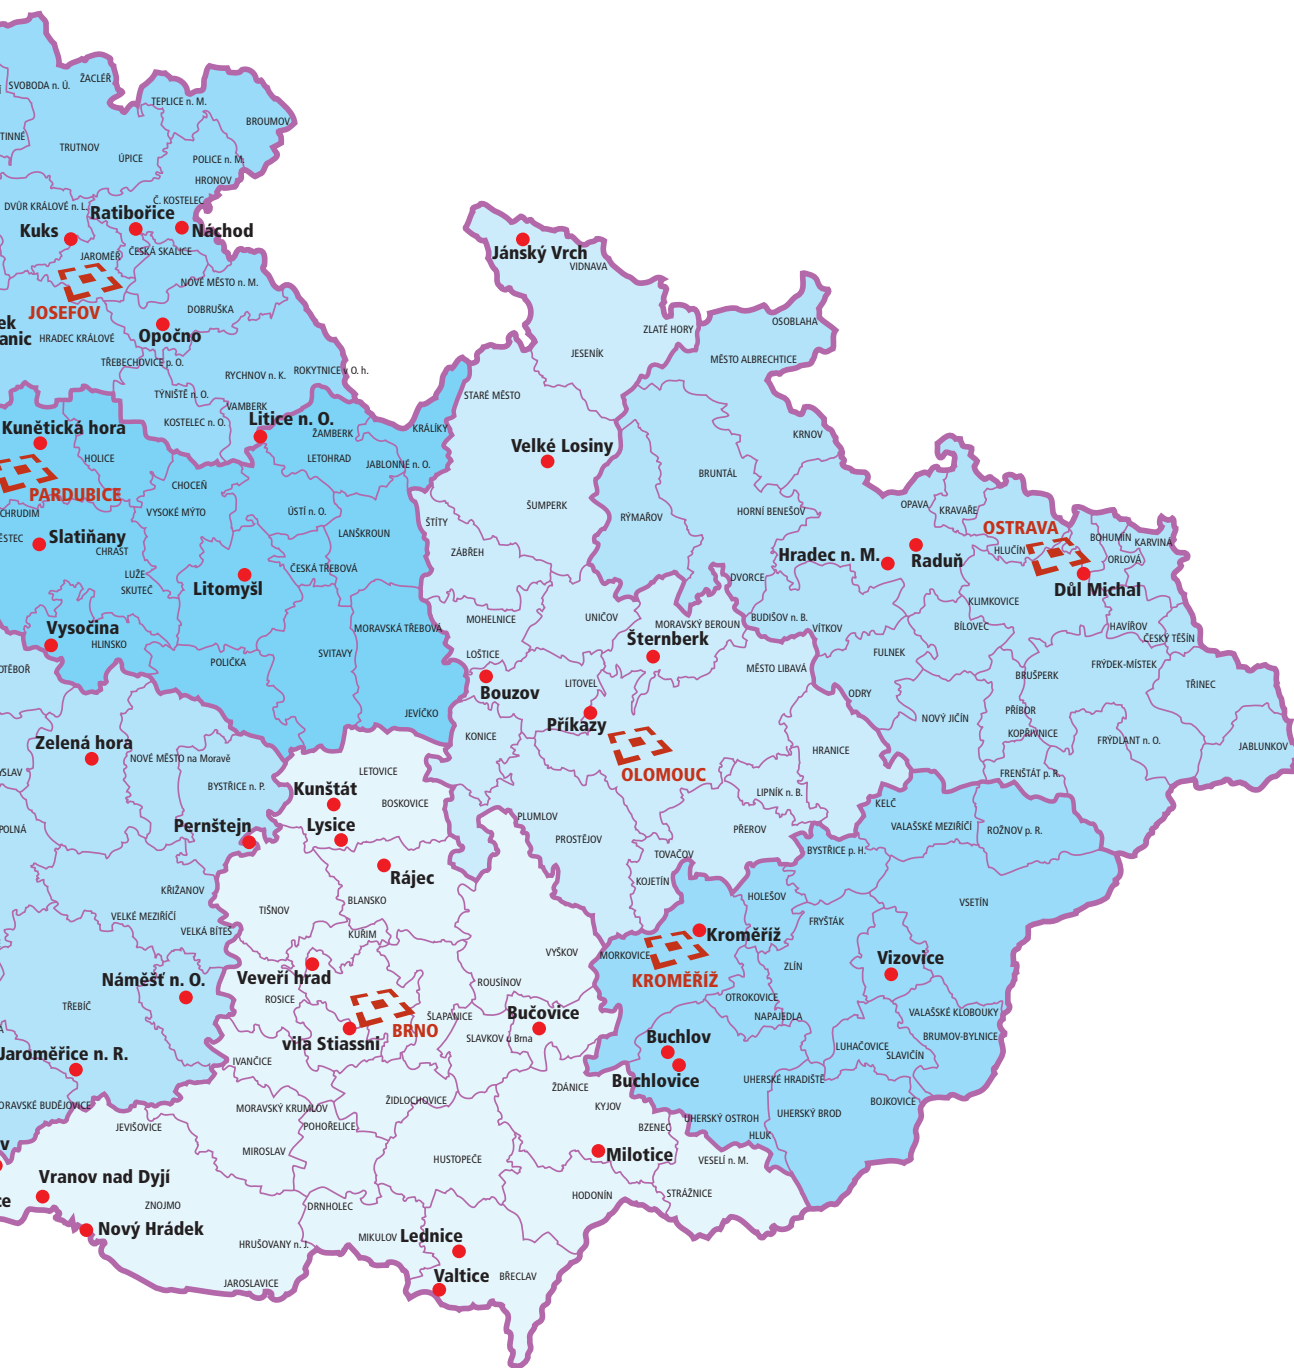 ŽACLÉŘ
SVOBODA n. Ú.
TEPLICE n. M.
BROUMOV
TINNÉ
TRUTNOV
ÚPICE
POLICE n. M.
HRONOV
Č. KOSTELEC
DVŮR KRÁLOVÉ n. L.
Ratibořice
Kuks
Náchod
JAROMĚŘ
ČESKÁ SKALICE
NOVÉ MĚSTO n. M.
JOSEFOV
DOBRUŠKA
ek
anic
HRADEC KRÁLOVÉ
Opočno
TŘEBECHOVICE p. O.
RYCHNOV n. K.
ROKYTNICE v O. h.
TÝNIŠTĚ n. O.
VAMBERK
KOSTELEC n. O.
Litice n. O.
Jánský Vrch
VIDNAVA
ZLATÉ HORY
OSOBLAHA
JESENÍK
MĚSTO ALBRECHTICE
STARÉ MĚSTO
Kunětická hora
ŽAMBERK
KRÁLÍKY
LETOHRAD
JABLONNÉ n. O.
HOLICE
PARDUBICE
CHOCEŇ
VYSOKÉ MÝTO
ÚSTÍ n. O.
LANŠKROUN
CHRUDIM
ĚSTEC
Slatiňany
CHRAST
LUŽE
SKUTEČ
Litomyšl
ČESKÁ TŘEBOVÁ
Vysočina
HLINSKO
MORAVSKÁ TŘEBOVÁ
SVITAVY
POLIČKA
OTĚBOŘ
JEVÍČKO
Velké Losiny
ŠUMPERK
KRNOV
BRUNTÁL
RÝMAŘOV
HORNÍ BENEŠOV
ŠTÍTY
ZÁBŘEH
OPAVA
KRAVAŘE
OSTRAVA
HLUČÍN
BOHUMÍN
KARVINÁ
ORLOVÁ
Hradec n. M.
Raduň
Důl Michal
DVORCE
KLIMKOVICE
MOHELNICE
UNIČOV
MORAVSKÝ BEROUN
BUDIŠOV n. B.
VÍTKOV
BÍLOVEC
HAVÍŘOV
ČESKÝ TĚŠÍN
Šternberk
LOŠTICE
MĚSTO LIBAVÁ
FULNEK
BRUŠPERK
FRÝDEK-MÍSTEK
TŘINEC
Bouzov
LITOVEL
ODRY
NOVÝ JIČÍN
PŘÍBOR
KOPŘIVNICE
FRÝDLANT n. O.
JABLUNKOV
Příkazy
KONICE
OLOMOUC
HRANICE
FRENŠTÁT p. R.
LIPNÍK n. B.
Zelená hora
NOVÉ MĚSTO na Moravě
YSLAV
BYSTŘICE n. P.
LETOVICE
Kunštát
BOSKOVICE
Lysice
Pernštejn
POLNÁ
PLUMLOV
PROSTĚJOV
PŘEROV
TOVAČOV
KOJETÍN
KELČ
VALAŠSKÉ MEZIŘÍČÍ
ROŽNOV p. R.
BYSTŘICE p. H.
Rájec
KŘIŽANOV
BLANSKO
TIŠNOV
VELKÉ MEZIŘÍČÍ
VELKÁ BÍTEŠ
KUŘIM
HOLEŠOV
VSETÍN
FRYŠTÁK
Kroměříž
KROMĚŘÍŽ
MORKOVICE
VYŠKOV
Vizovice
ZLÍN
Náměšť n. O.
Veveří hrad
ROUSÍNOV
ROSICE
TŘEBÍČ
OTROKOVICE
NAPAJEDLA
VALAŠSKÉ KLOBOUKY
BRUMOV-BYLNICE
BRNO
ŠLAPANICE
Bučovice
SLAVKOV u Brna
vila Stiassni
Buchlov
Buchlovice
LUHAČOVICE
SLAVIČÍN
Jaroměřice n. R.
IVANČICE
ŽDÁNICE
UHERSKÉ HRADIŠTĚ
BOJKOVICE
ORAVSKÉ BUDĚJOVICE
MORAVSKÝ KRUMLOV
ŽIDLOCHOVICE
KYJOV
UHERSKÝ OSTROH
UHERSKÝ BROD
JEVIŠOVICE
POHOŘELICE
BZENEC
HLUK
v
MIROSLAV
HUSTOPEČE
Milotice
VESELÍ n. M.
Vranov nad Dyjí
ce
ZNOJMO
DRNHOLEC
HODONÍN
STRÁŽNICE
Nový Hrádek
HRUŠOVANY n. J.
MIKULOV
Lednice
JAROSLAVICE
Valtice
BŘECLAV